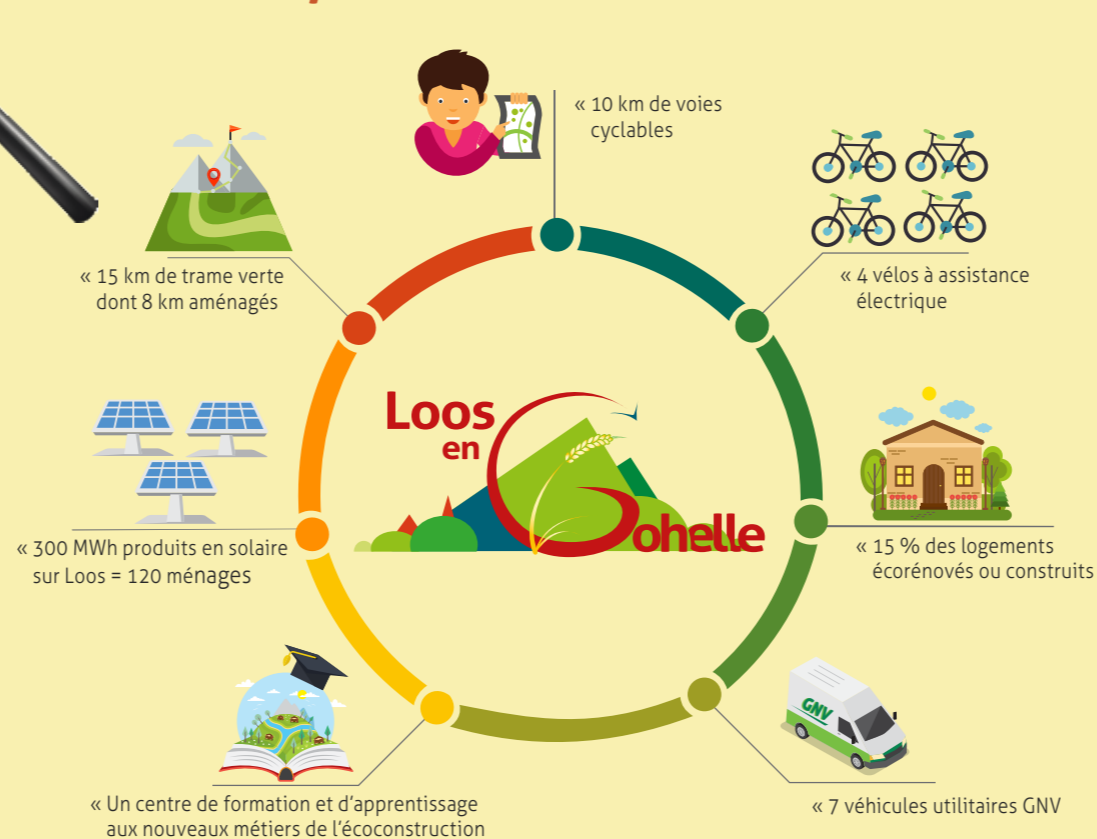 « 10 km de voies
cyclables
« 4 vélos à assistance
électrique
« 15 % des logements
écorénovés ou construits
GNV
« 7 véhicules utilitaires GNV
« Un centre de formation et d'apprentissage
aux nouveaux métiers de l'écoconstruction
« 300 MWh produits en solaire
sur Loos = 120 ménages
« 15 km de trame verte
dont 8 km aménagés
Loos
en
Gohelle